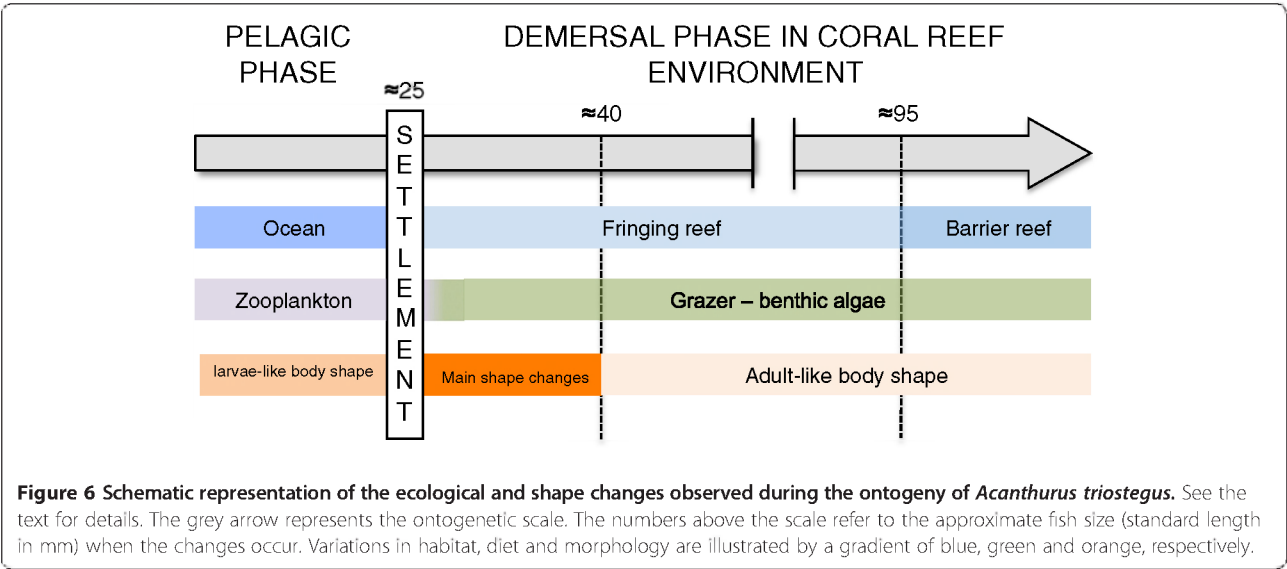 PELAGIC
PHASE
DEMERSAL PHASE IN CORAL REEF
ENVIRONMENT
≈25
≈40
≈95
SETTLEMENT
Ocean
Fringing reef
Barrier reef
Zooplankton
Grazer – benthic algae
larvae-like body shape
Main shape changes
Adult-like body shape
Figure 6 Schematic representation of the ecological and shape changes observed during the ontogeny of Acanthurus triostegus. See the
text for details. The grey arrow represents the ontogenetic scale. The numbers above the scale refer to the approximate fish size (standard length
in mm) when the changes occur. Variations in habitat, diet and morphology are illustrated by a gradient of blue, green and orange, respectively.